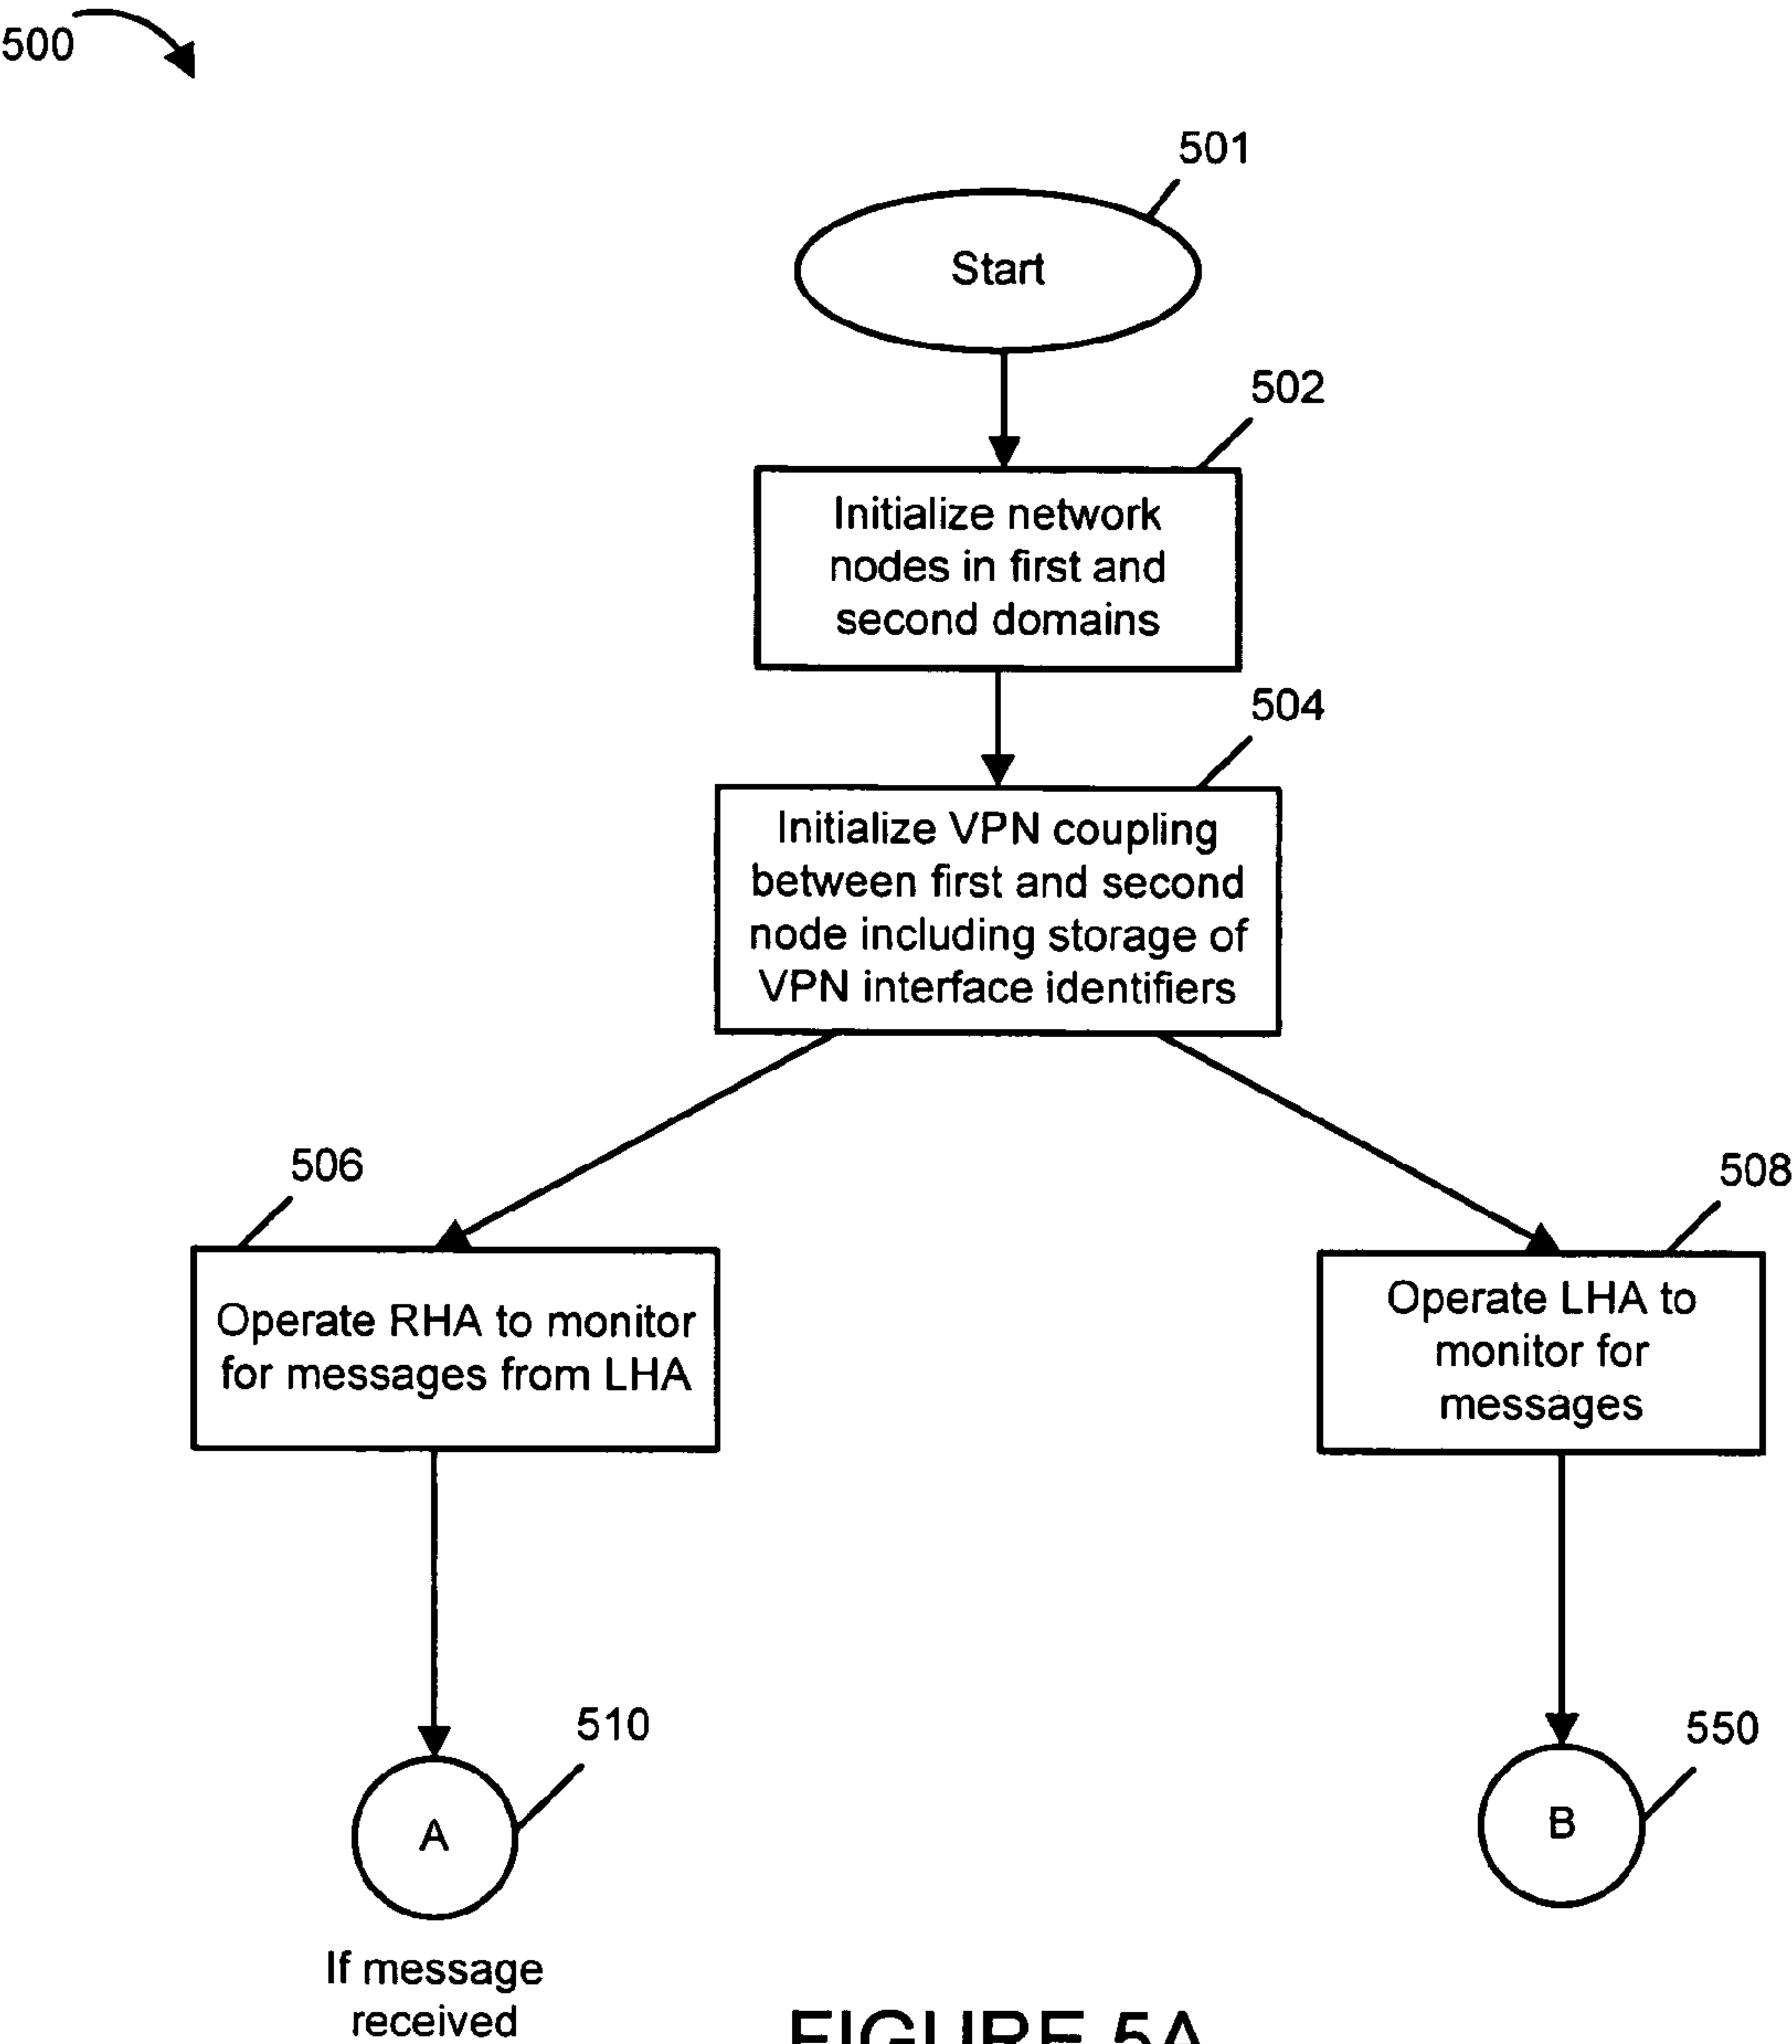 500
501
Start
502
Initialize network
nodes in first and
second domains
504
Initialize VPN coupling
between first and second
node including storage of
VPN interface identifiers
506
Operate RHA to monitor
for messages from LHA
508
Operate LHA to
monitor for
messages
510
A
If message
received
550
B
FIGURE 5A